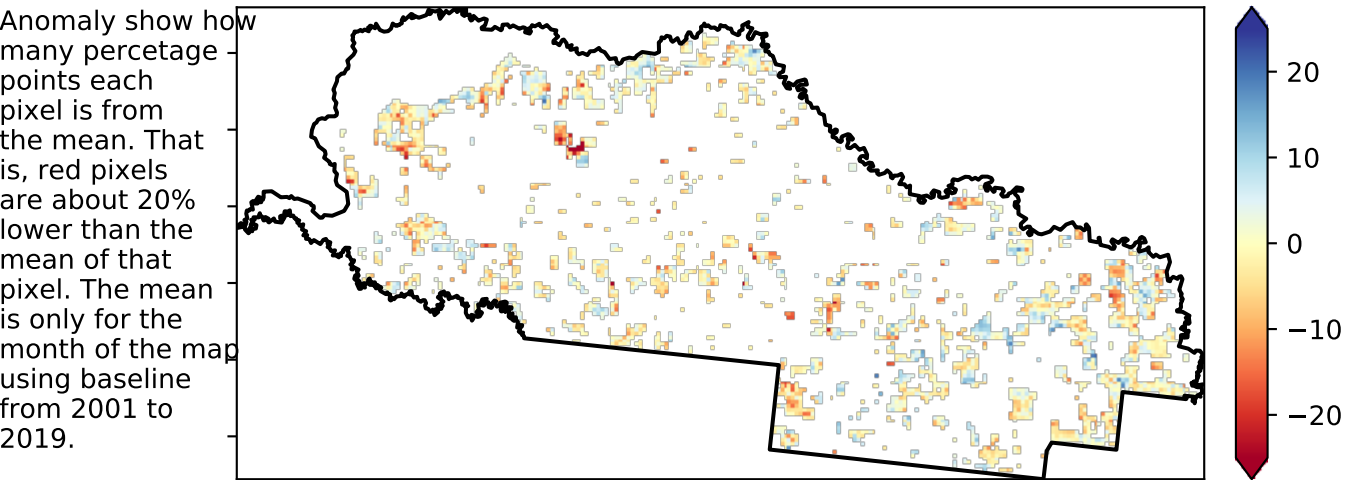 Anomaly show how
many percetage
points each
pixel is from
the mean. That
is, red pixels
are about 20%
lower than the
mean of that
pixel. The mean
is only for the
month of the map
using baseline
from 2001 to
2019.
20
10
0
−10
−20